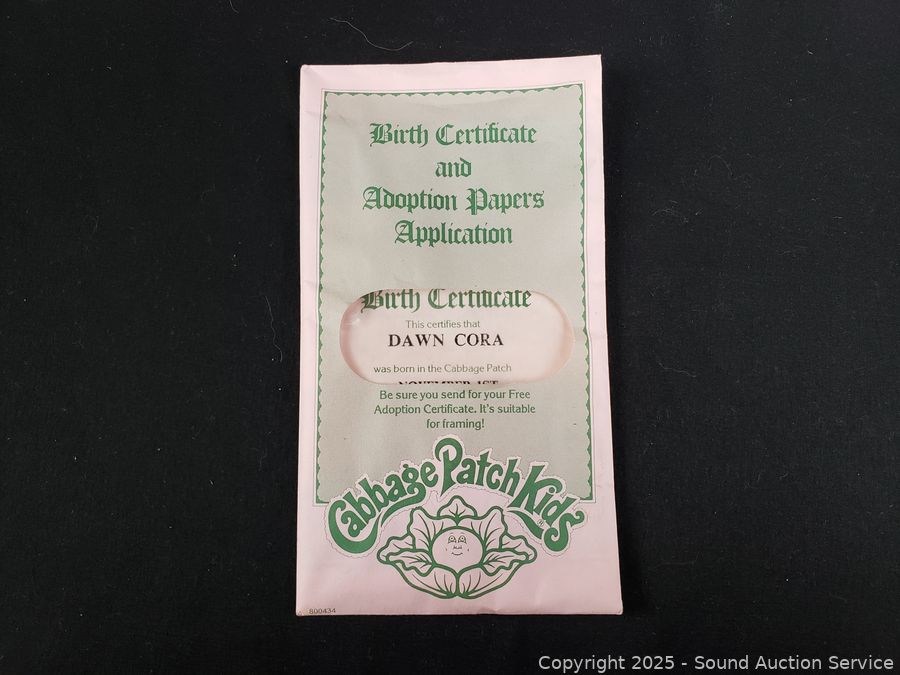 Birth Certificate
and
Adoption Papers
Application
Birth Certificate
This certifies that
DAWN CORA
was born in the Cabbage Patch
NOVEMBER 1ST
Be sure you send for your Free
Adoption Certificate. It's suitable
for framing!
Cabbage Patch Kids
®
800434
Copyright 2025 - Sound Auction Service